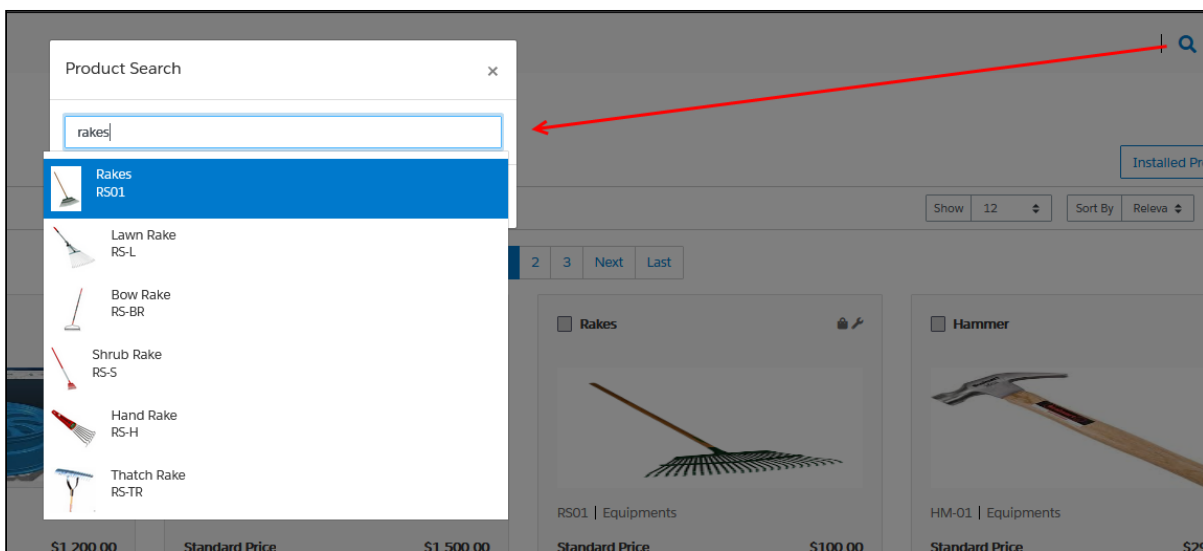 Product Search ×
rakes
Rakes
RS01
Lawn Rake
RS-L
Bow Rake
RS-BR
Shrub Rake
RS-S
Hand Rake
RS-H
Thatch Rake
RS-TR
Installed
Show 12
Sort By Releva
2 3 Next Last
Rakes
Hammer
RS01 | Equipments
HM-01 | Equipments
$1,200.00
Standard Price $1,500.00
Standard Price $100.00
Standard Price